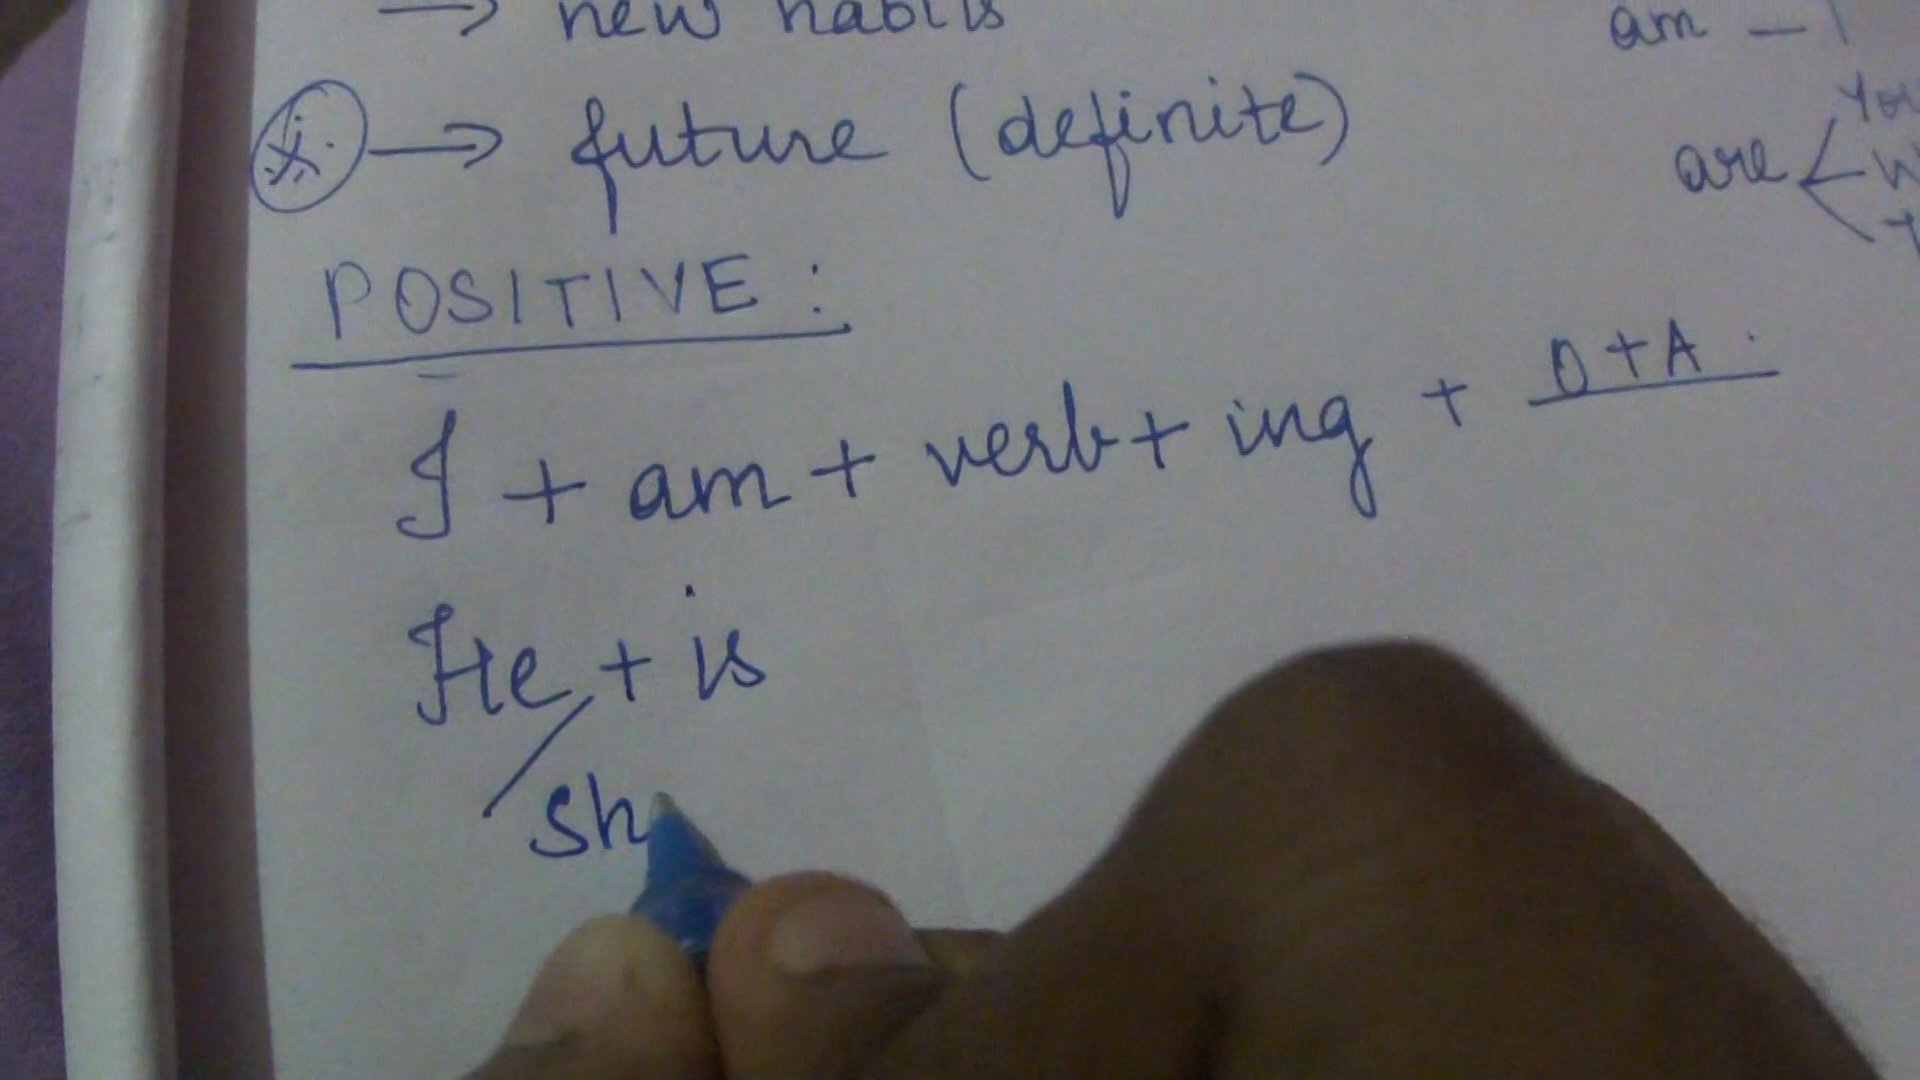 → new habits
am –
→ future (definite)
are
POSITIVE :
I + am + verb + ing + O + A .
He + is
/ sh